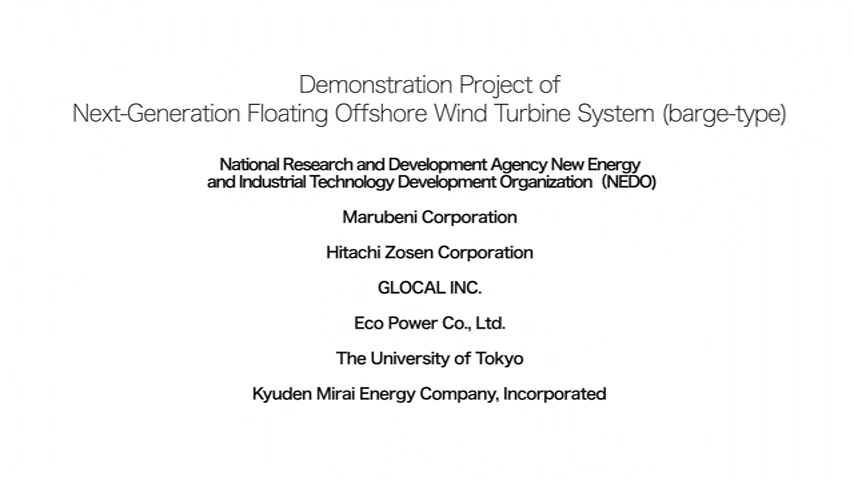 Demonstration Project of
Next-Generation Floating Offshore Wind Turbine System (barge-type)
National Research and Development Agency New Energy
and Industrial Technology Development Organization (NEDO)
Marubeni Corporation
Hitachi Zosen Corporation
GLOCAL INC.
Eco Power Co., Ltd.
The University of Tokyo
Kyuden Mirai Energy Company, Incorporated